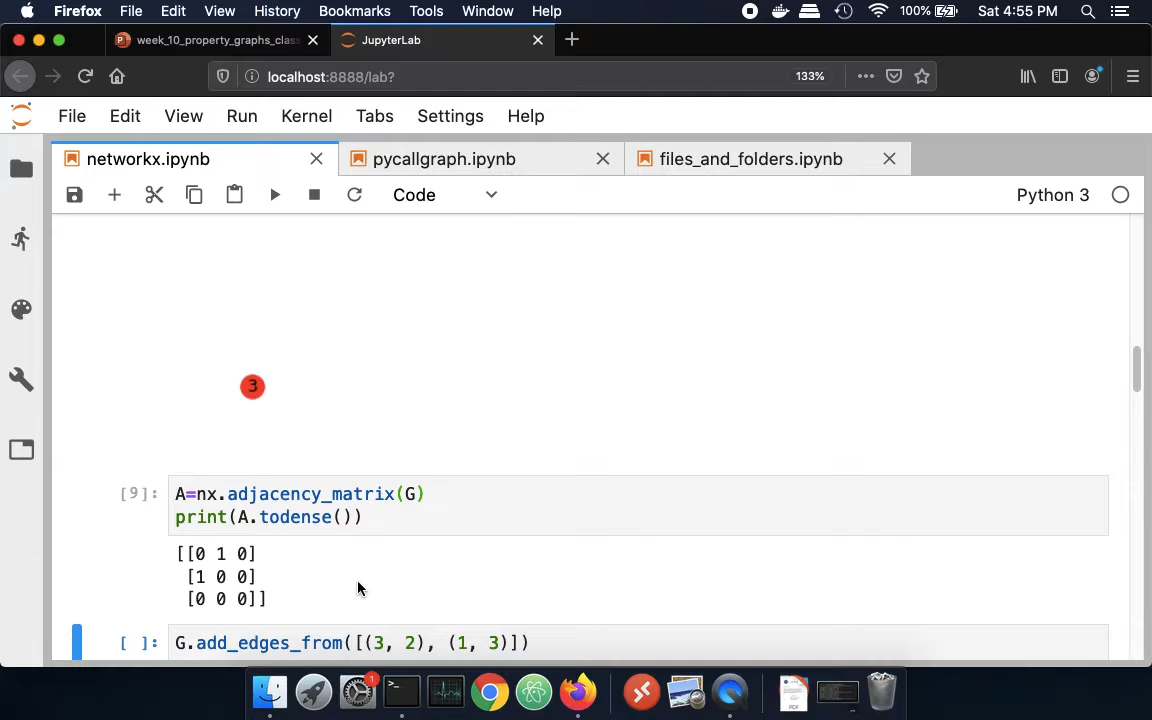 Firefox File Edit View History Bookmarks Tools Window Help 100% Sat 4:55 PM
week_10_property_graphs_clas JupyterLab
localhost:8888/lab? 133%
File Edit View Run Kernel Tabs Settings Help
networkx.ipynb pycallgraph.ipynb files_and_folders.ipynb
Code Python 3
3
[9]: A=nx.adjacency_matrix(G)
print(A.todense())
[[0 1 0]
[1 0 0]
[0 0 0]]
[ ]: G.add_edges_from([(3, 2), (1, 3)])
1
PDF